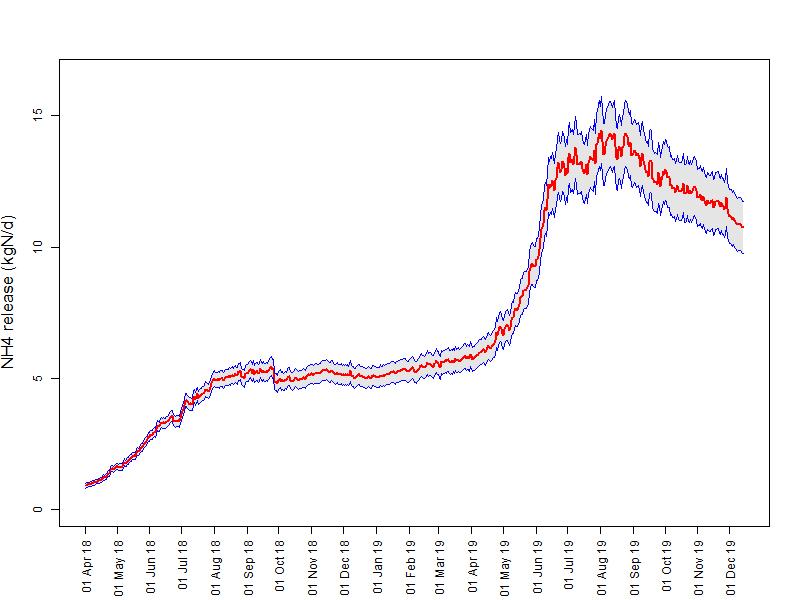 15
10
5
0
NH4 release (kgN/d)
01 Apr 18
01 May 18
01 Jun 18
01 Jul 18
01 Aug 18
01 Sep 18
01 Oct 18
01 Nov 18
01 Dec 18
01 Jan 19
01 Feb 19
01 Mar 19
01 Apr 19
01 May 19
01 Jun 19
01 Jul 19
01 Aug 19
01 Sep 19
01 Oct 19
01 Nov 19
01 Dec 19